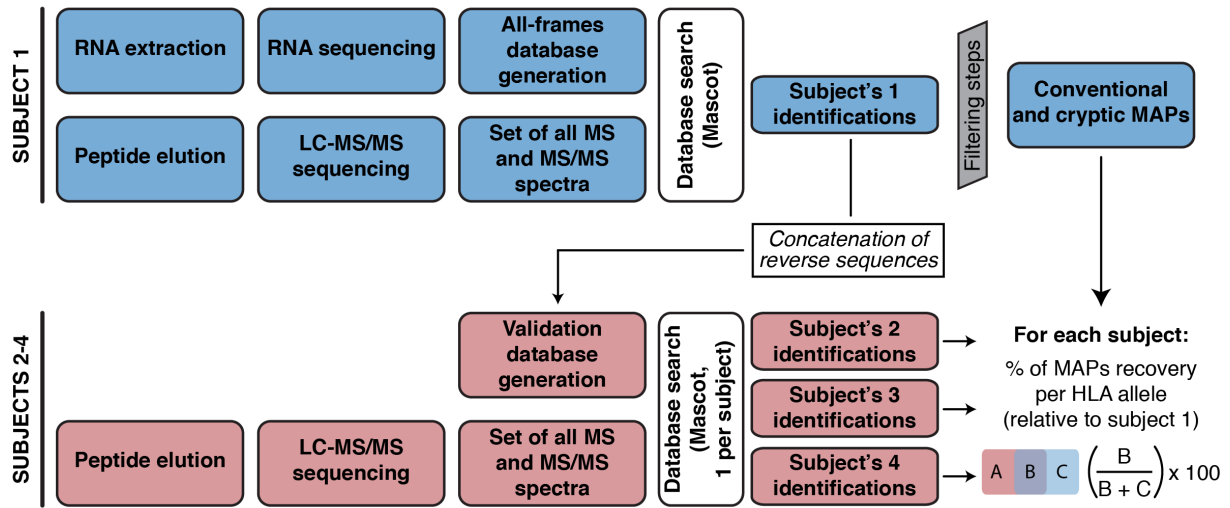 SUBJECT 1
RNA extraction
RNA sequencing
All-frames
database
generation
Peptide elution
LC-MS/MS
sequencing
Set of all MS
and MS/MS
spectra
Database search
(Mascot)
Subject's 1
identifications
Filtering steps
Conventional
and cryptic MAPs
Concatenation of
reverse sequences
SUBJECTS 2-4
Validation
database
generation
Peptide elution
LC-MS/MS
sequencing
Set of all MS
and MS/MS
spectra
Database search
(Mascot,
1 per subject)
Subject's 2
identifications
Subject's 3
identifications
Subject's 4
identifications
For each subject:
% of MAPs recovery
per HLA allele
(relative to subject 1)
A B C
(B / B + C) x 100